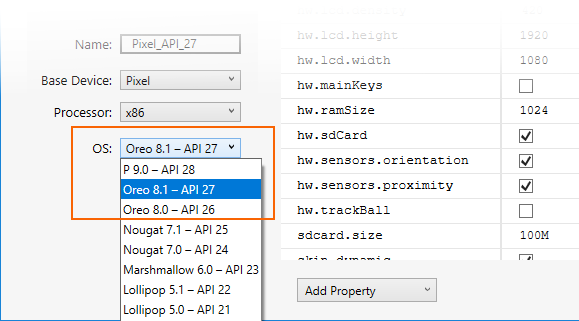 Name: Pixel_API_27
Base Device: Pixel
Processor: x86
OS: Oreo 8.1 – API 27
P 9.0 – API 28
Oreo 8.1 – API 27
Oreo 8.0 – API 26
Nougat 7.1 – API 25
Nougat 7.0 – API 24
Marshmallow 6.0 – API 23
Lollipop 5.1 – API 22
Lollipop 5.0 – API 21
hw.lcd.height 1920
hw.lcd.width 1080
hw.mainKeys
hw.ramSize 1024
hw.sdCard
hw.sensors.orientation
hw.sensors.proximity
hw.trackBall
sdcard.size 100M
skin.dynamic
Add Property